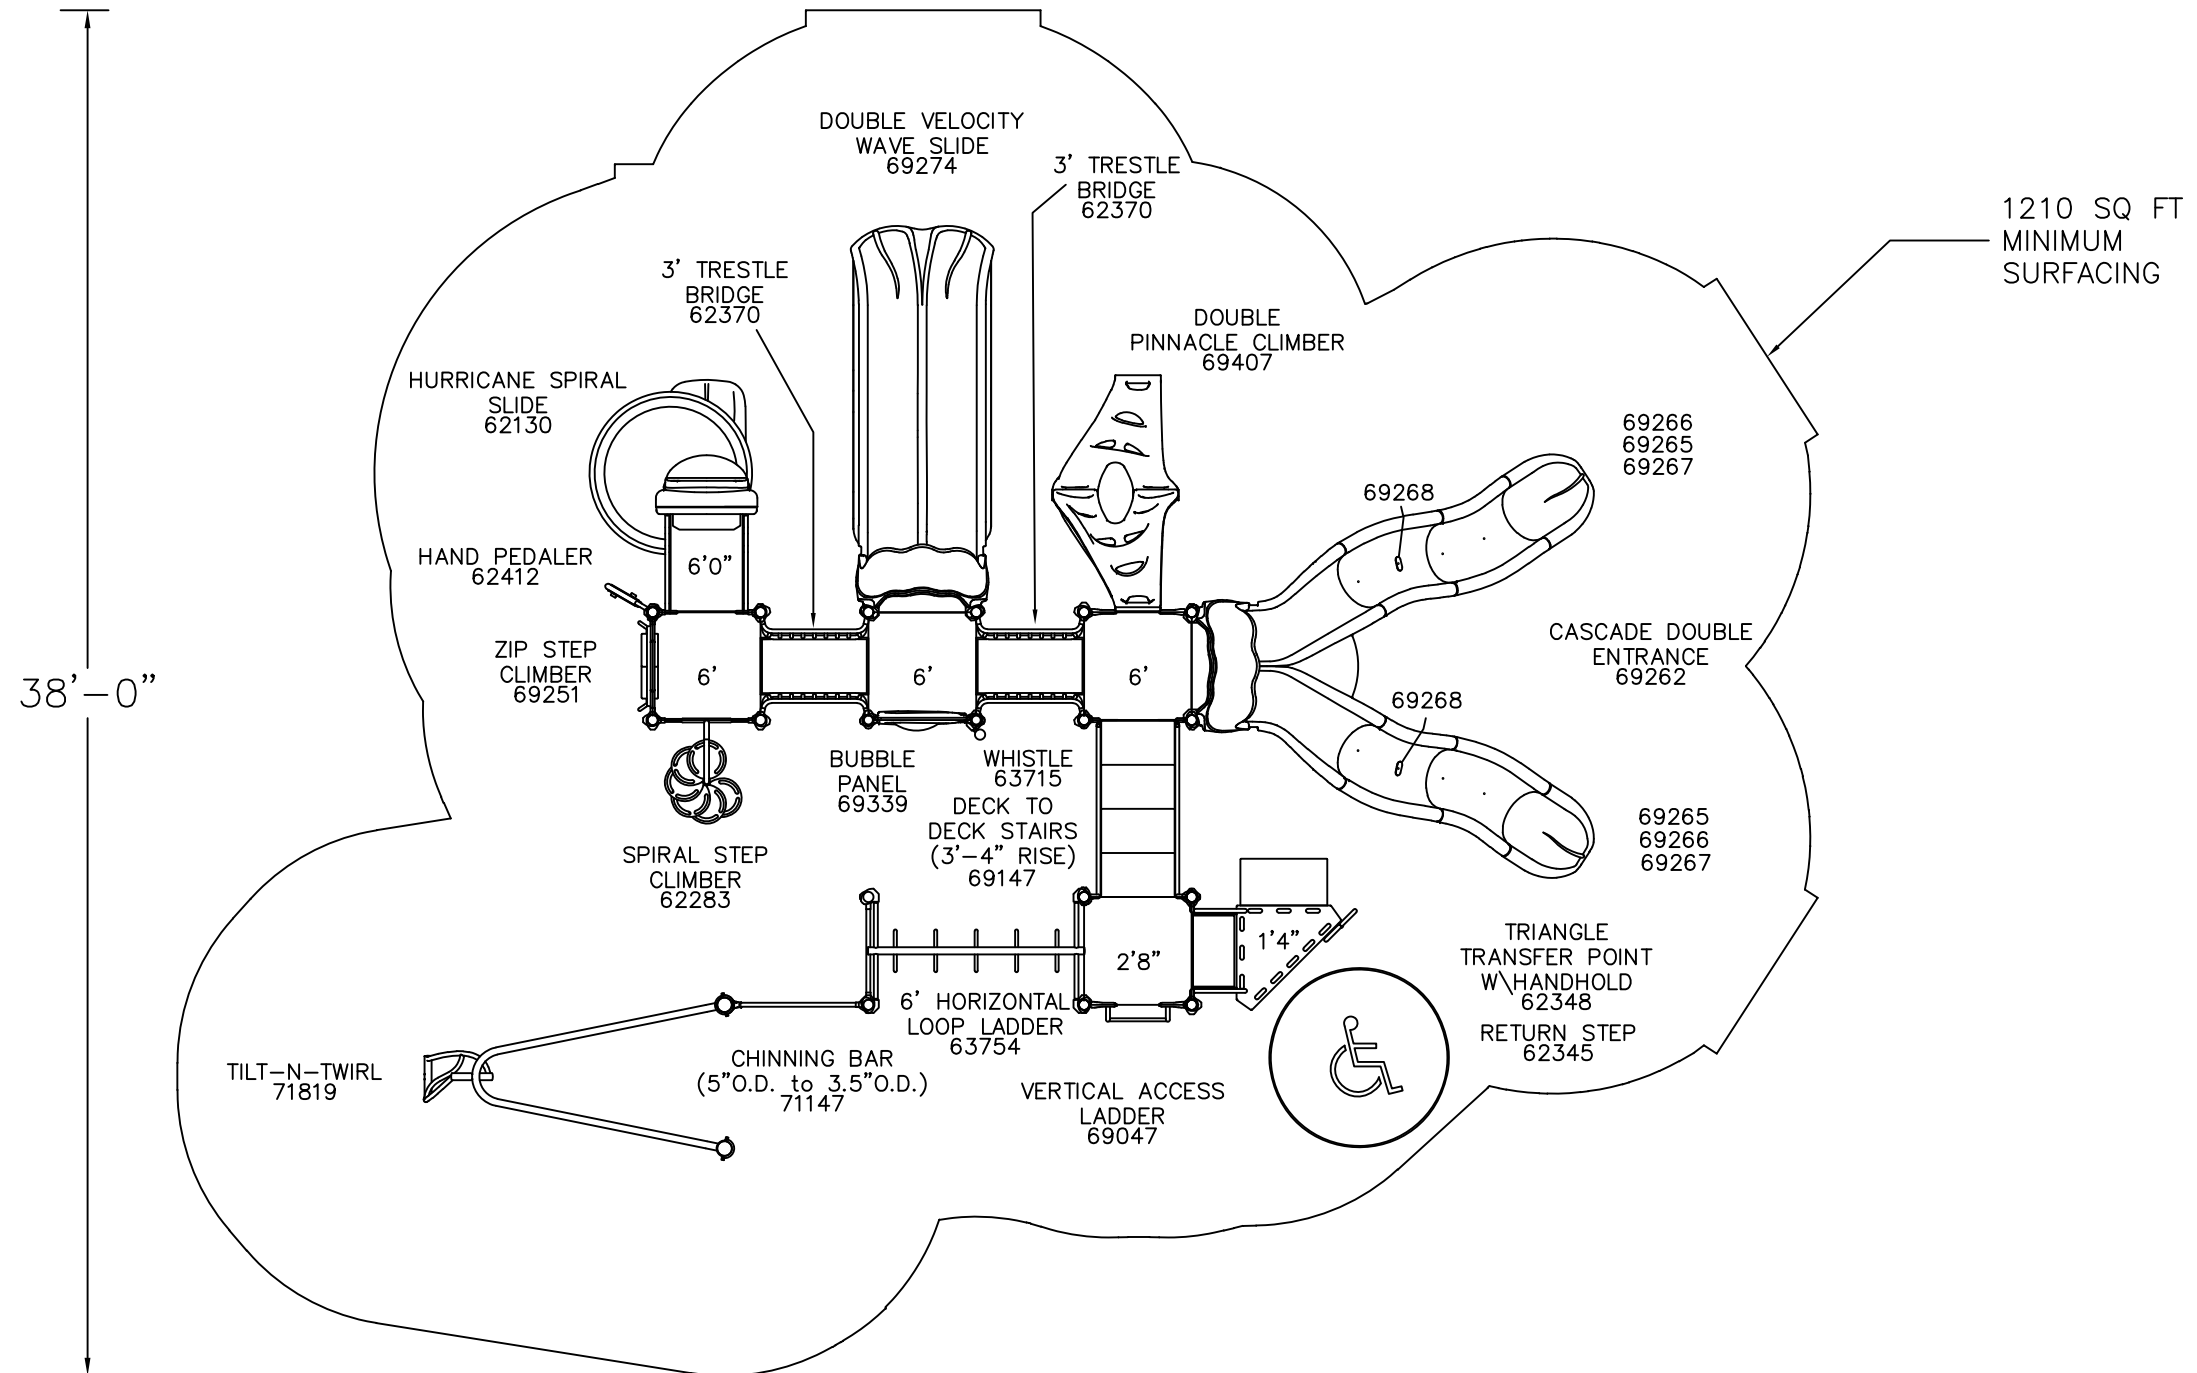 DOUBLE VELOCITY
WAVE SLIDE
69274
3' TRESTLE
BRIDGE
62370
1210 SQ FT
MINIMUM
SURFACING
3' TRESTLE
BRIDGE
62370
DOUBLE
PINNACLE CLIMBER
69407
HURRICANE SPIRAL
SLIDE
62130
69266
69265
69267
69268
HAND PEDALER
62412
6'0"
ZIP STEP
CLIMBER
69251
6'
6'
6'
CASCADE DOUBLE
ENTRANCE
69262
38'-0"
69268
BUBBLE
PANEL
69339
WHISTLE
63715
DECK TO
DECK STAIRS
(3'-4" RISE)
69147
69265
69266
69267
SPIRAL STEP
CLIMBER
62283
1'4"
2'8"
TRIANGLE
TRANSFER POINT
W\HANDHOLD
62348
RETURN STEP
62345
6' HORIZONTAL
LOOP LADDER
63754
TILT-N-TWIRL
71819
CHINNING BAR
(5"O.D. to 3.5"O.D.)
71147
VERTICAL ACCESS
LADDER
69047